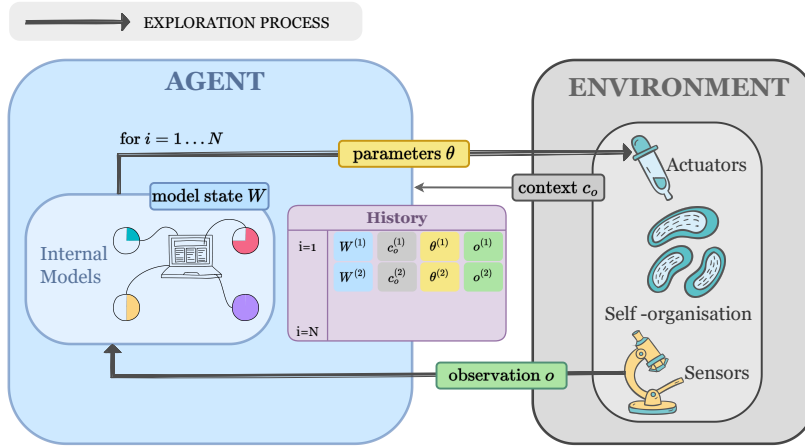 EXPLORATION PROCESS
AGENT
ENVIRONMENT
for i = 1 … N
parameters θ
Actuators
model state W
context c_o
Internal
Models
History
i=1 W^(1) c_o^(1) θ^(1) o^(1)
W^(2) c_o^(2) θ^(2) o^(2)
i=N
Self -organisation
observation o
Sensors